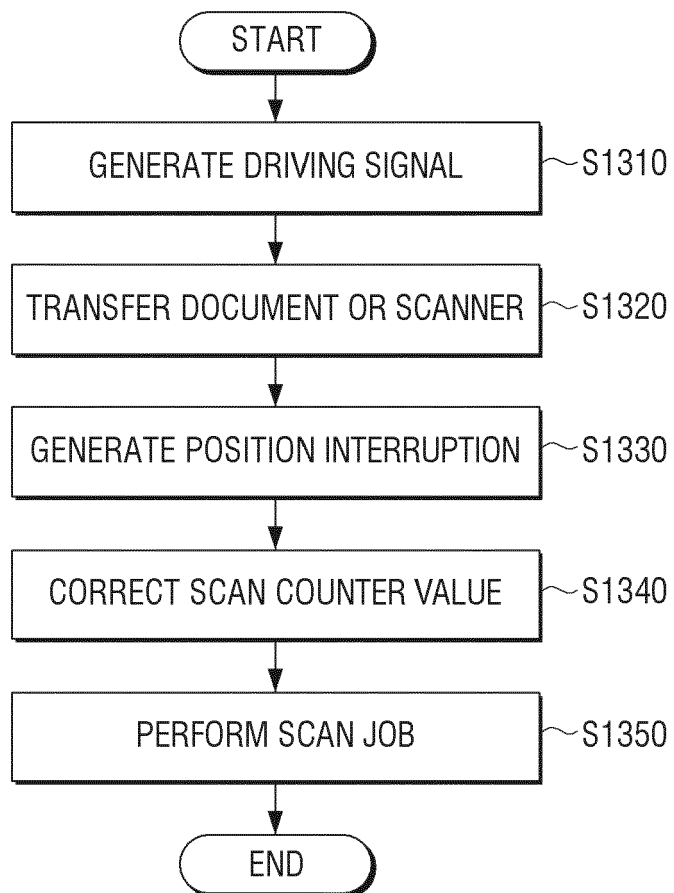 START
GENERATE DRIVING SIGNAL S1310
TRANSFER DOCUMENT OR SCANNER S1320
GENERATE POSITION INTERRUPTION S1330
CORRECT SCAN COUNTER VALUE S1340
PERFORM SCAN JOB S1350
END